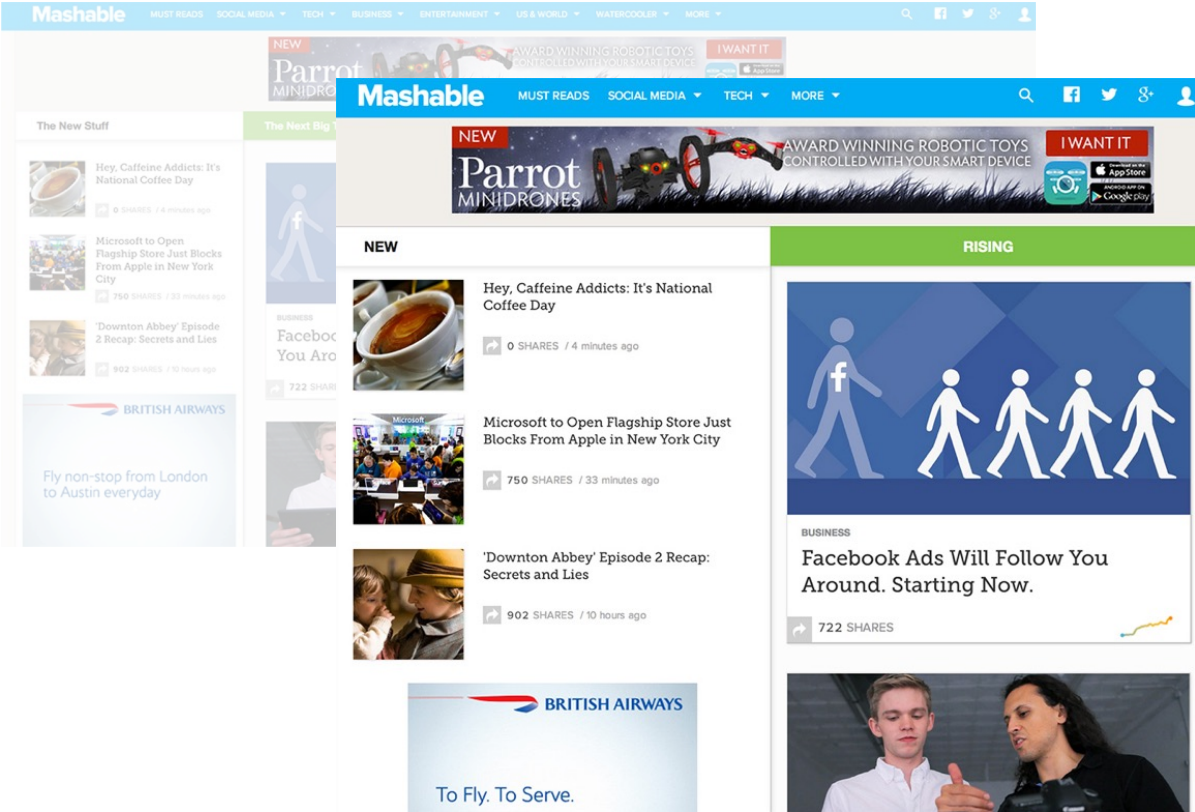 Mashable MUST READS SOCIAL MEDIA TECH BUSINESS ENTERTAINMENT US & WORLD WATERCOOLER MORE
NEW
Parrot
MINIDRO
AWARD WINNING ROBOTIC TOYS
CONTROLLED WITH YOUR SMART DEVICE
I WANT IT
The New Stuff
The Next Big T
Hey, Caffeine Addicts: It's
National Coffee Day
0 SHARES / 4 minutes ago
Microsoft to Open
Flagship Store Just Blocks
From Apple in New York
City
750 SHARES / 33 minutes ago
'Downton Abbey' Episode
2 Recap: Secrets and Lies
902 SHARES / 10 hours ago
BRITISH AIRWAYS
Fly non-stop from London
to Austin everyday
f
BUSINESS
Faceboo
You Aro
722 SHAR
Mashable MUST READS SOCIAL MEDIA TECH MORE
NEW
Parrot
MINIDRONES
AWARD WINNING ROBOTIC TOYS
CONTROLLED WITH YOUR SMART DEVICE
I WANT IT
Download on the
App Store
ANDROID APP ON
Google play
NEW
RISING
Hey, Caffeine Addicts: It's National
Coffee Day
0 SHARES / 4 minutes ago
Microsoft
Microsoft to Open Flagship Store Just
Blocks From Apple in New York City
750 SHARES / 33 minutes ago
'Downton Abbey' Episode 2 Recap:
Secrets and Lies
902 SHARES / 10 hours ago
BRITISH AIRWAYS
To Fly. To Serve.
f
BUSINESS
Facebook Ads Will Follow You
Around. Starting Now.
722 SHARES